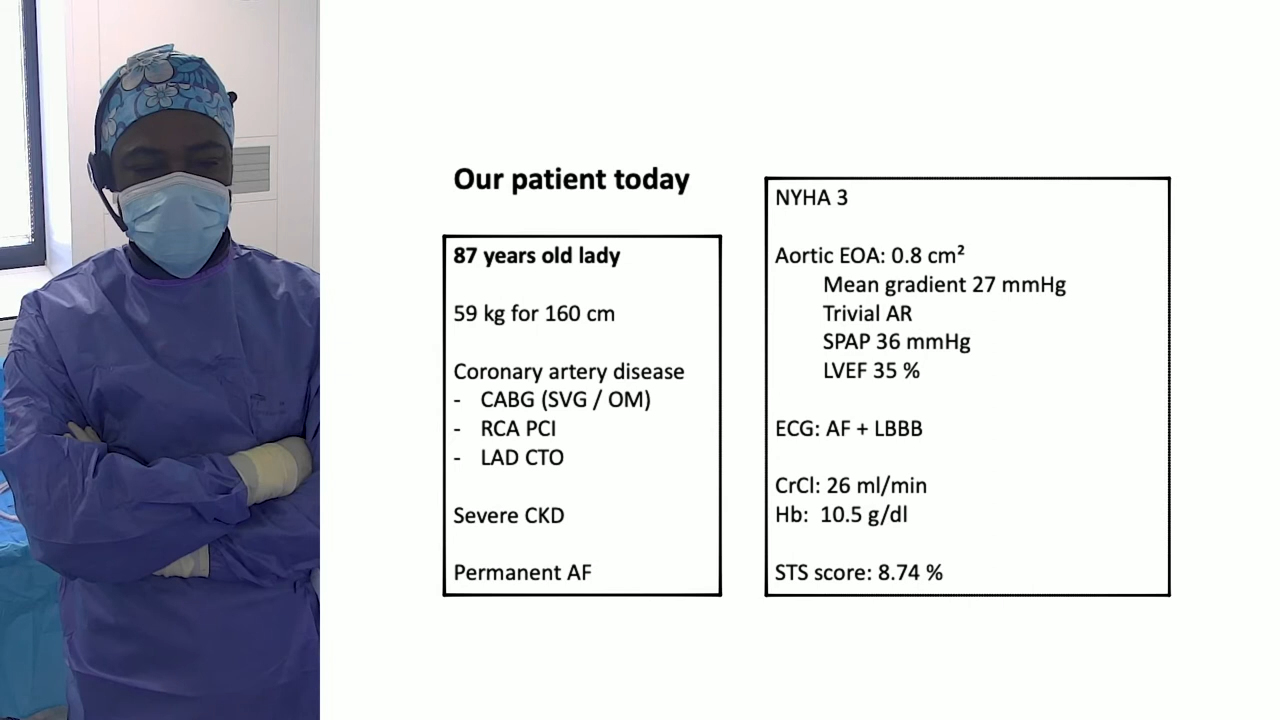 Our patient today
87 years old lady
59 kg for 160 cm
Coronary artery disease
- CABG (SVG / OM)
- RCA PCI
- LAD CTO
Severe CKD
Permanent AF
NYHA 3
Aortic EOA: 0.8 cm²
Mean gradient 27 mmHg
Trivial AR
SPAP 36 mmHg
LVEF 35 %
ECG: AF + LBBB
CrCl: 26 ml/min
Hb: 10.5 g/dl
STS score: 8.74 %